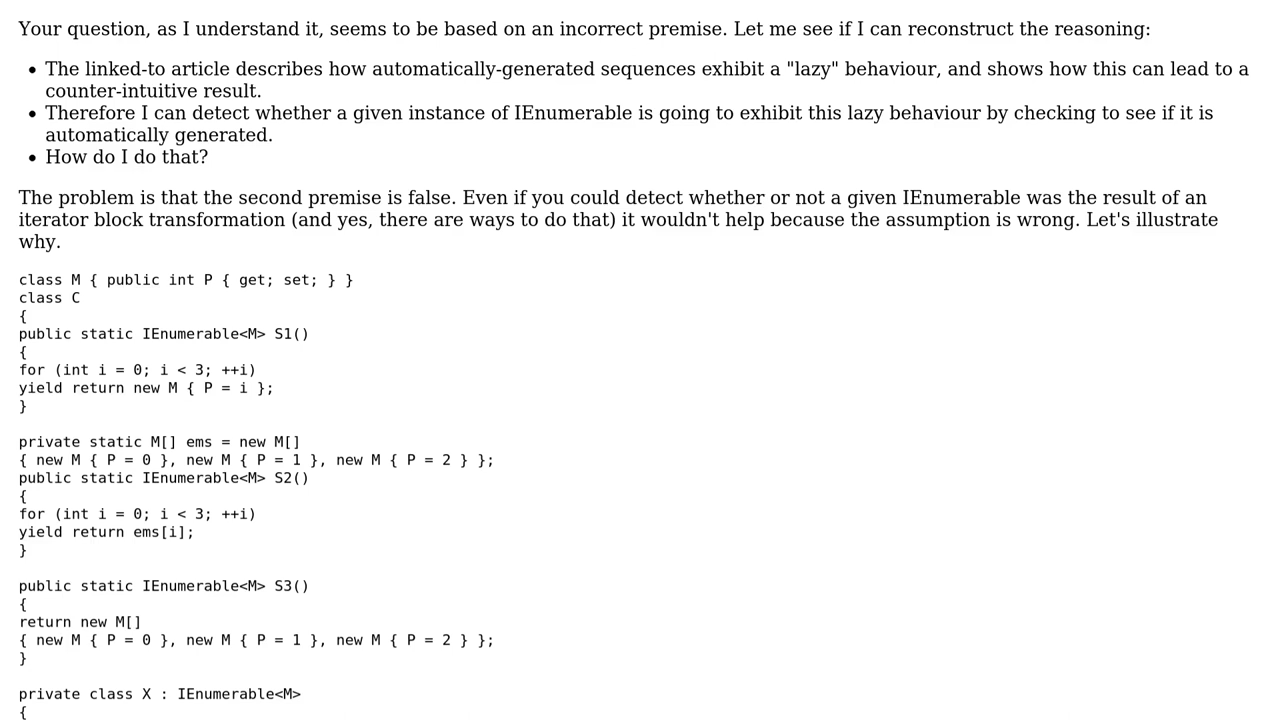 Your question, as I understand it, seems to be based on an incorrect premise. Let me see if I can reconstruct the reasoning:
• The linked-to article describes how automatically-generated sequences exhibit a "lazy" behaviour, and shows how this can lead to a
counter-intuitive result.
• Therefore I can detect whether a given instance of IEnumerable is going to exhibit this lazy behaviour by checking to see if it is
automatically generated.
• How do I do that?
The problem is that the second premise is false. Even if you could detect whether or not a given IEnumerable was the result of an
iterator block transformation (and yes, there are ways to do that) it wouldn't help because the assumption is wrong. Let's illustrate
why.
class M { public int P { get; set; } }
class C
{
public static IEnumerable<M> S1()
{
for (int i = 0; i < 3; ++i)
yield return new M { P = i };
}
private static M[] ems = new M[]
{ new M { P = 0 }, new M { P = 1 }, new M { P = 2 } };
public static IEnumerable<M> S2()
{
for (int i = 0; i < 3; ++i)
yield return ems[i];
}
public static IEnumerable<M> S3()
{
return new M[]
{ new M { P = 0 }, new M { P = 1 }, new M { P = 2 } };
}
private class X : IEnumerable<M>
{